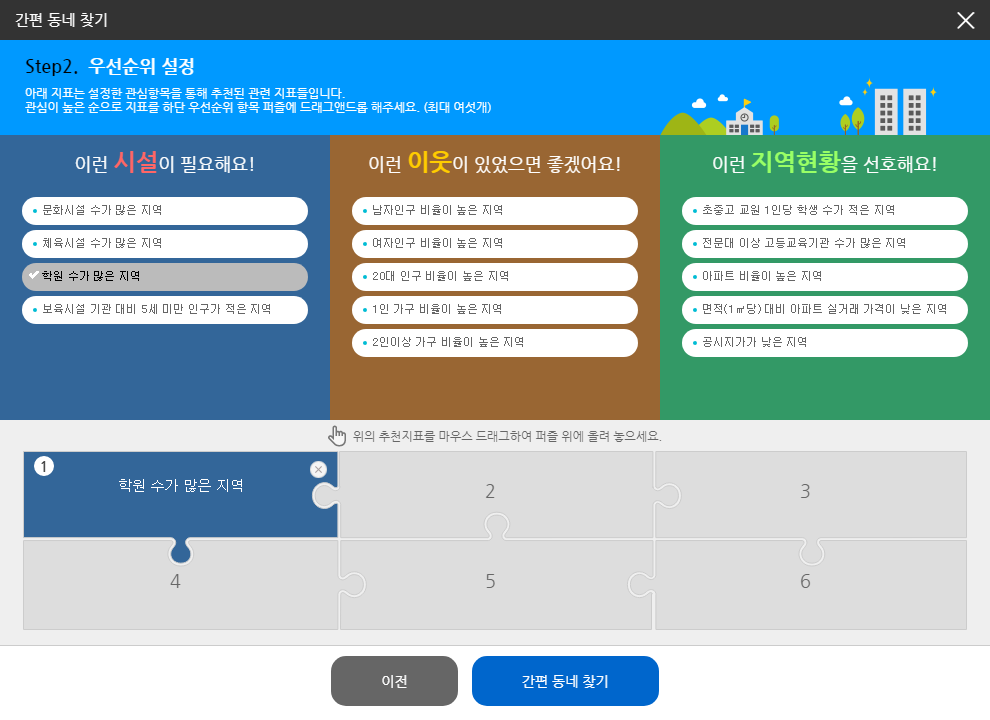 간편 동네 찾기
Step2. 우선순위 설정
아래 지표는 설정한 관심항목을 통해 추천된 관련 지표들입니다.
관심이 높은 순으로 지표를 하단 우선순위 항목 퍼즐에 드래그앤드롭 해주세요. (최대 여섯개)
이런 시설이 필요해요!
문화시설 수가 많은 지역
체육시설 수가 많은 지역
학원 수가 많은 지역
보육시설 기관 대비 5세 미만 인구가 적은 지역
이런 이웃이 있었으면 좋겠어요!
남자인구 비율이 높은 지역
여자인구 비율이 높은 지역
20대 인구 비율이 높은 지역
1인 가구 비율이 높은 지역
2인이상 가구 비율이 높은 지역
이런 지역현황을 선호해요!
초중고 교원 1인당 학생 수가 적은 지역
전문대 이상 고등교육기관 수가 많은 지역
아파트 비율이 높은 지역
면적(1㎡당) 대비 아파트 실거래 가격이 낮은 지역
공시지가가 낮은 지역
위의 추천지표를 마우스 드래그하여 퍼즐 위에 올려 놓으세요.
1
학원 수가 많은 지역
2
3
4
5
6
이전
간편 동네 찾기